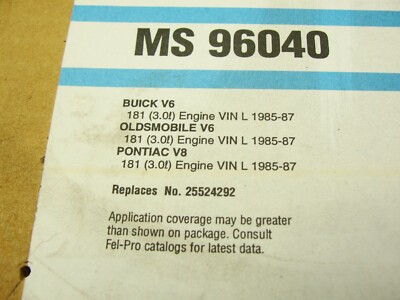 MS 96040
BUICK V6
181 (3.0ℓ) Engine VIN L 1985-87
OLDSMOBILE V6
181 (3.0ℓ) Engine VIN L 1985-87
PONTIAC V8
181 (3.0ℓ) Engine VIN L 1985-87
Replaces No. 25524292
Application coverage may be greater
than shown on package. Consult
Fel-Pro catalogs for latest data.